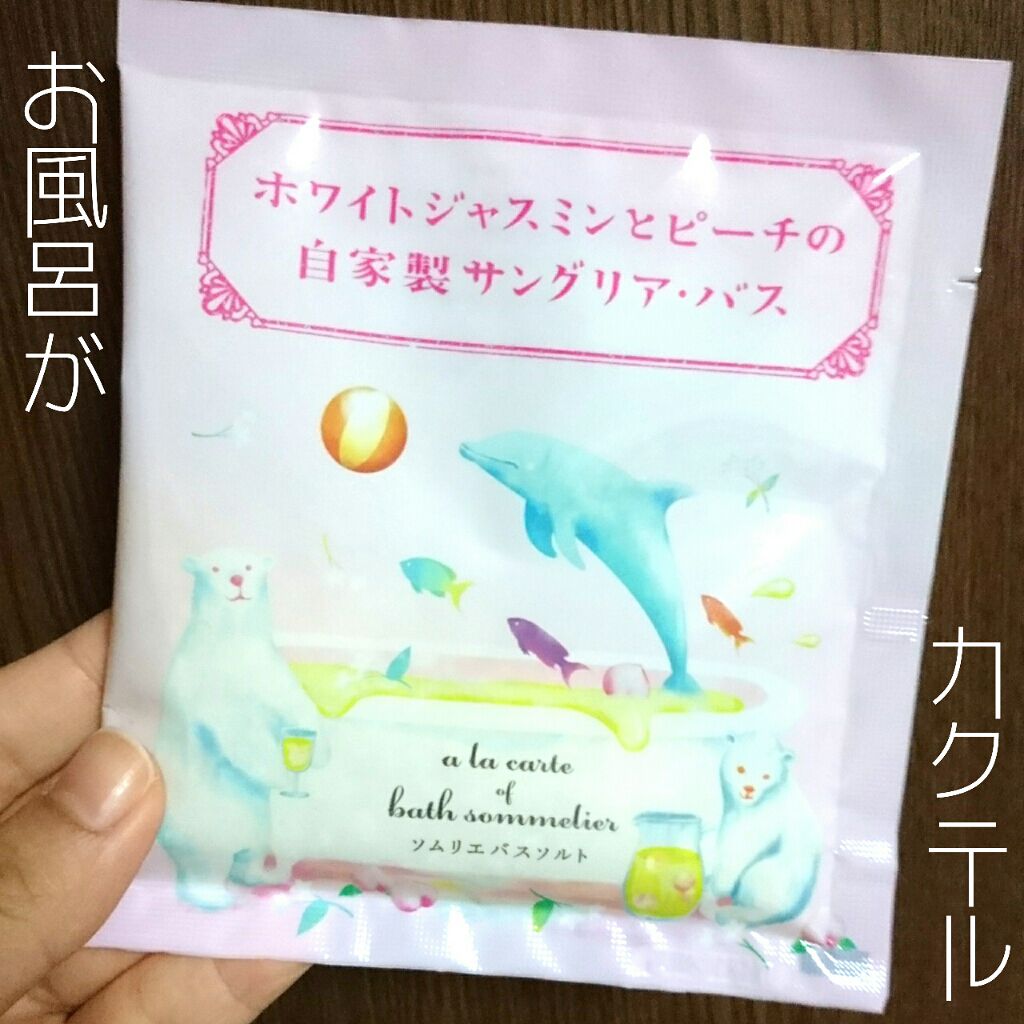 お風呂が
ホワイトジャスミンとピーチの
自家製サングリア・バス
a la carte
of
bath sommelier
ソムリエバスソルト
カクテル